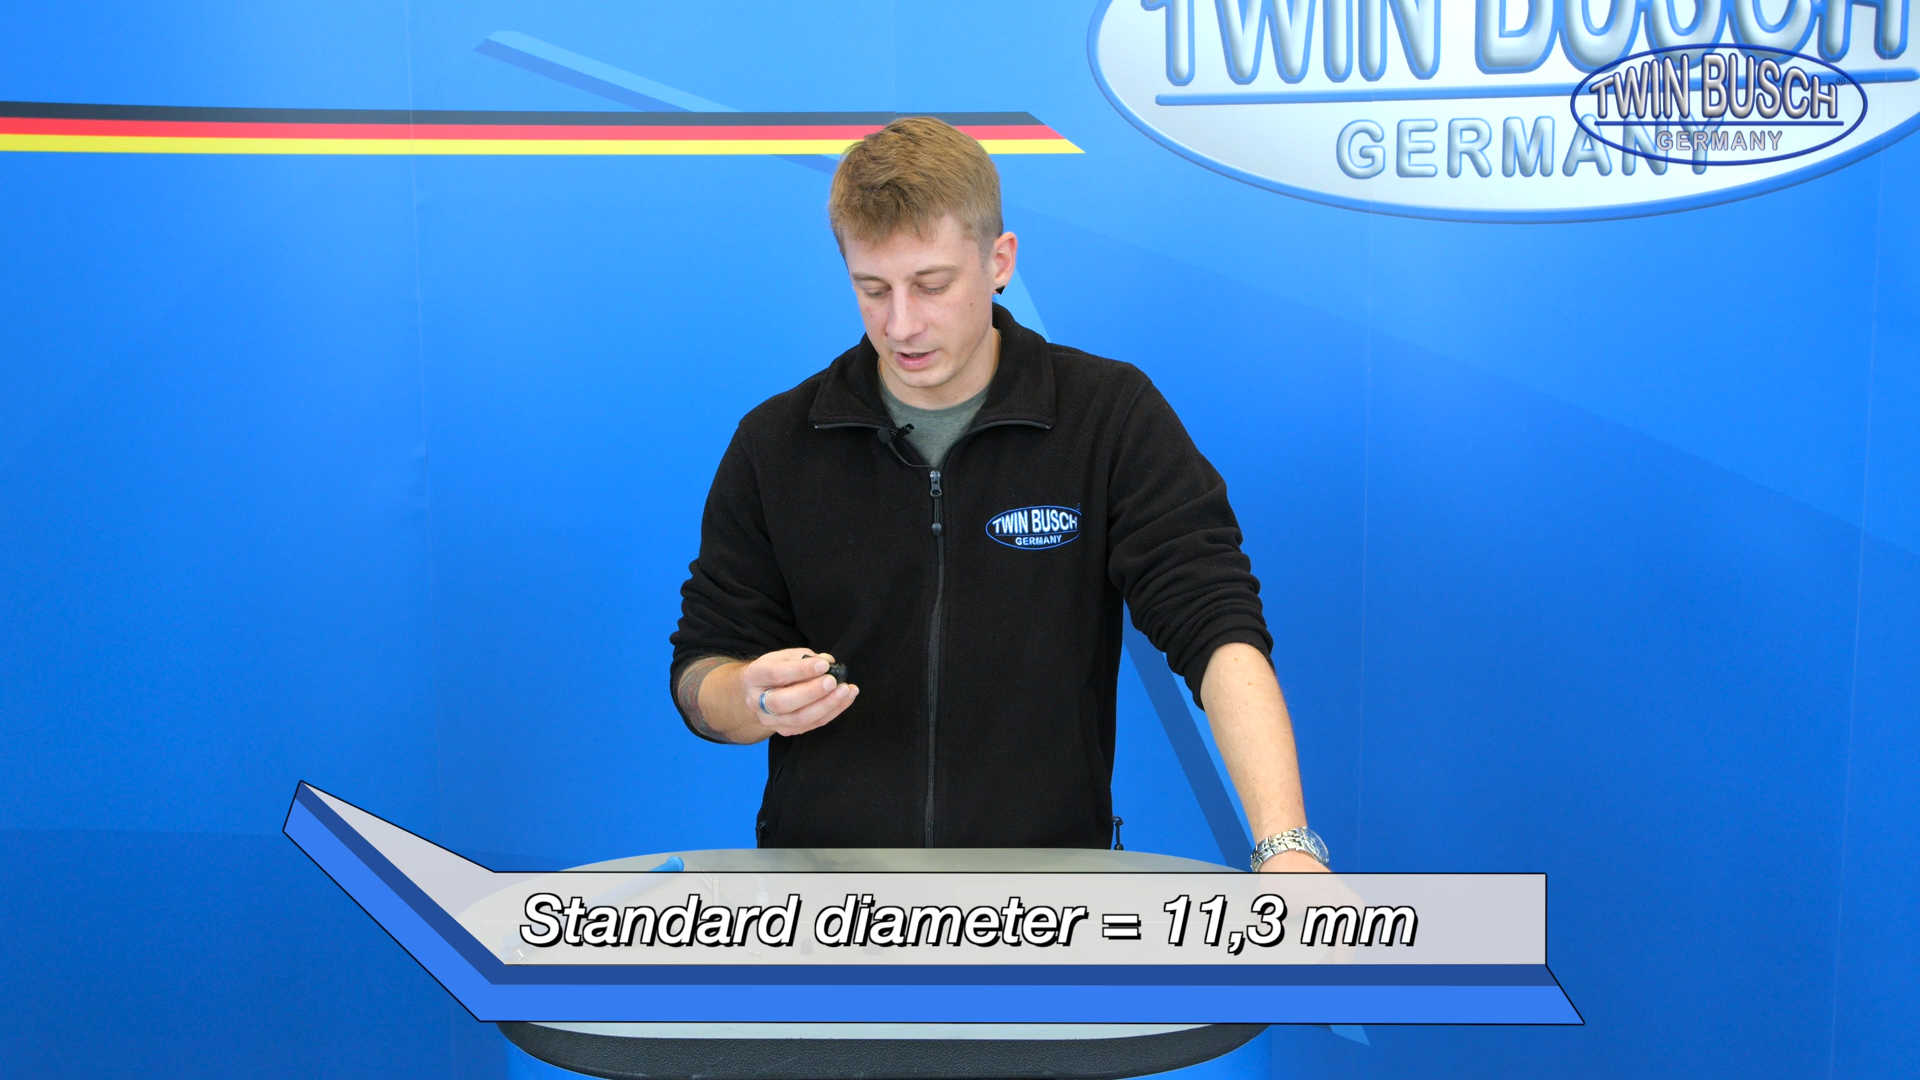 TWIN BUSCH
GERMANY
TWIN BUSCH
GERMANY
TWIN BUSCH
GERMANY
Standard diameter = 11,3 mm